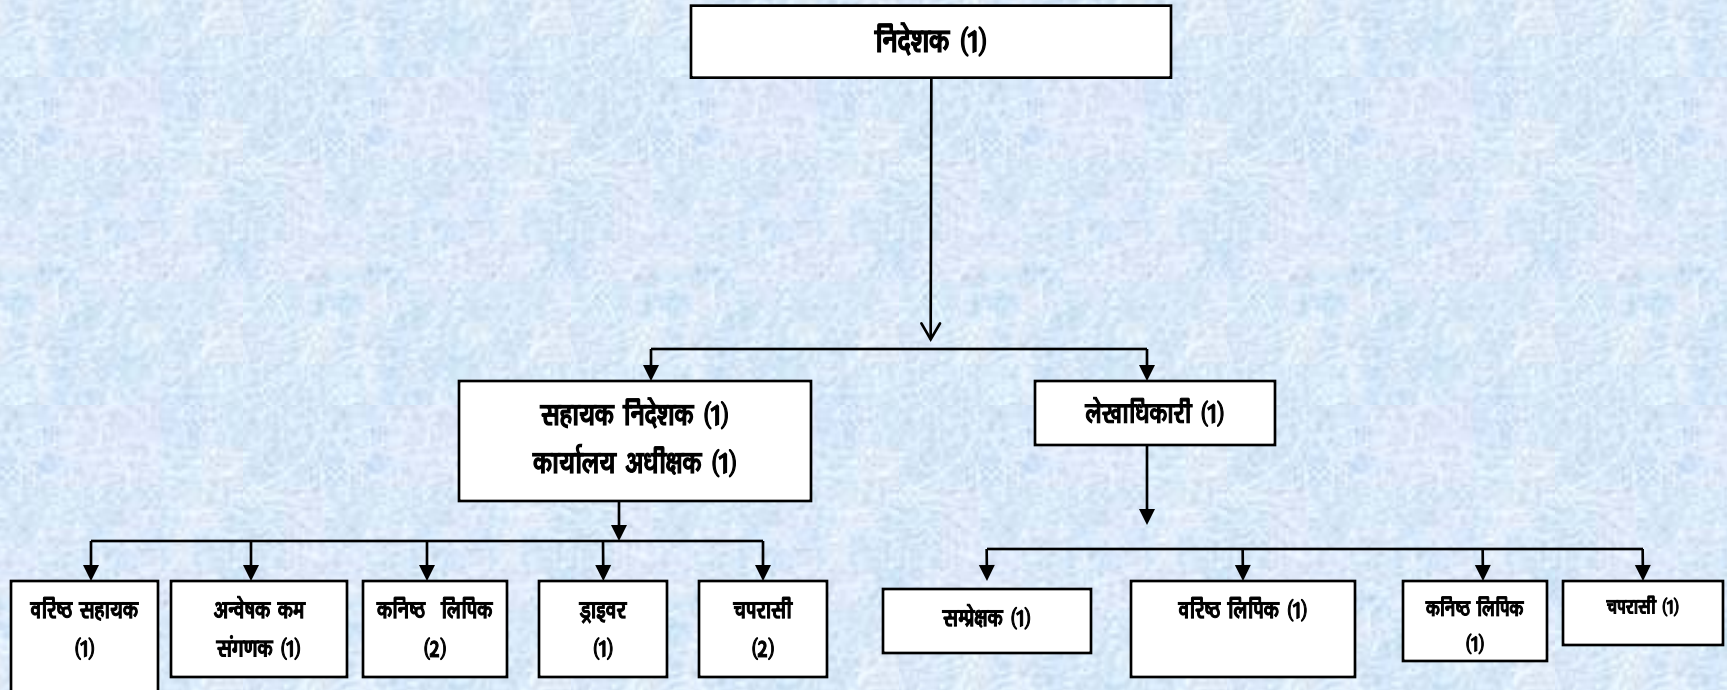 निदेशक (1)
सहायक निदेशक (1)
कार्यालय अधीक्षक (1)
लेखाधिकारी (1)
वरिष्ठ सहायक
(1)
अन्वेषक कम
संगणक (1)
कनिष्ठ लिपिक
(2)
ड्राइवर
(1)
चपरासी
(2)
सम्प्रेक्षक (1)
वरिष्ठ लिपिक (1)
कनिष्ठ लिपिक
(1)
चपरासी (1)